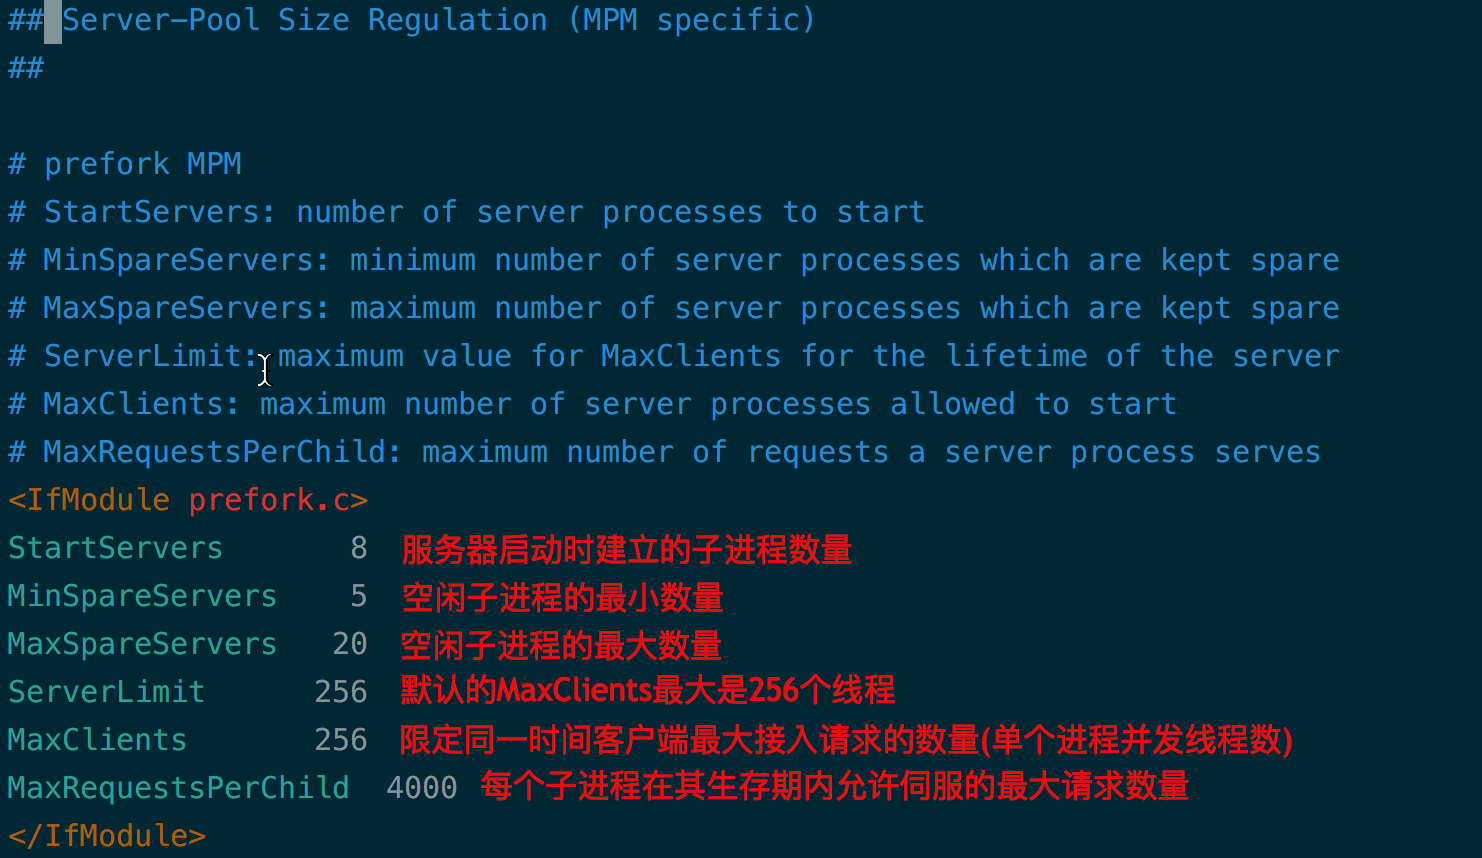 ## Server-Pool Size Regulation (MPM specific)
##
# prefork MPM
# StartServers: number of server processes to start
# MinSpareServers: minimum number of server processes which are kept spare
# MaxSpareServers: maximum number of server processes which are kept spare
# ServerLimit: maximum value for MaxClients for the lifetime of the server
# MaxClients: maximum number of server processes allowed to start
# MaxRequestsPerChild: maximum number of requests a server process serves
<IfModule prefork.c>
StartServers 8 服务器启动时建立的子进程数量
MinSpareServers 5 空闲子进程的最小数量
MaxSpareServers 20 空闲子进程的最大数量
ServerLimit 256 默认的MaxClients最大是256个线程
MaxClients 256 限定同一时间客户端最大接入请求的数量(单个进程并发线程数)
MaxRequestsPerChild 4000 每个子进程在其生存期内允许伺服的最大请求数量
</IfModule>